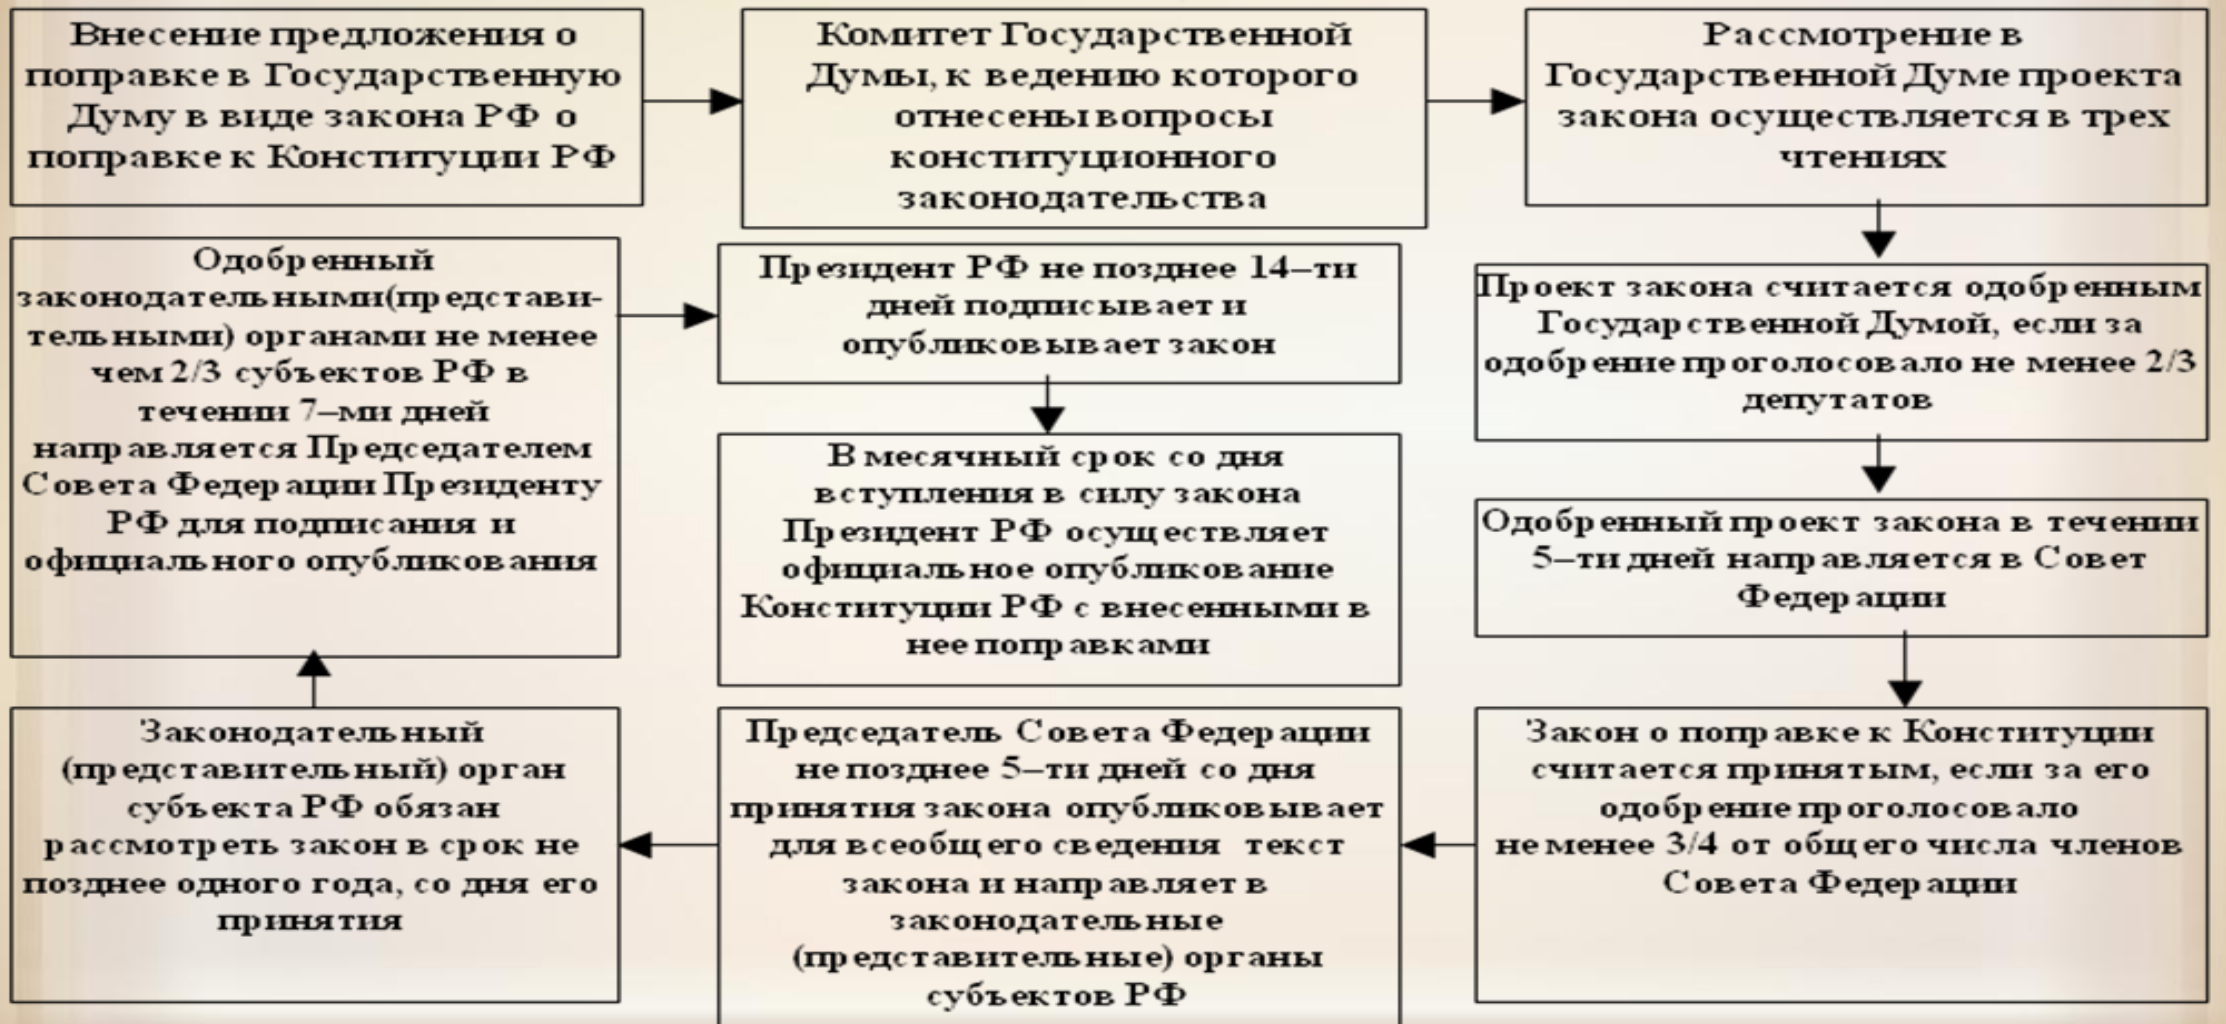 Внесение предложения о
поправке в Государственную
Думу в виде закона РФ о
поправке к Конституции РФ
Комитет Государственной
Думы, к ведению которого
отнесены вопросы
конституционного
законодательства
Рассмотрение в
Государственной Думе проекта
закона осуществляется в трех
чтениях
Проект закона считается одобренным
Государственной Думой, если за
одобрение проголосовало не менее 2/3
депутатов
Одобренный проект закона в течении
5–ти дней направляется в Совет
Федерации
Закон о поправке к Конституции
считается принятым, если за его
одобрение проголосовало
не менее 3/4 от общего числа членов
Совета Федерации
Председатель Совета Федерации
не позднее 5–ти дней со дня
принятия закона опубликовывает
для всеобщего сведения текст
закона и направляет в
законодательные
(представительные) органы
субъектов РФ
Законодательный
(представительный) орган
субъекта РФ обязан
рассмотреть закон в срок не
позднее одного года, со дня его
принятия
Одобренный
законодательными(представи-
тельными) органами не менее
чем 2/3 субъектов РФ в
течении 7–ми дней
направляется Председателем
Совета Федерации Президенту
РФ для подписания и
официального опубликования
Президент РФ не позднее 14–ти
дней подписывает и
опубликовывает закон
В месячный срок со дня
вступления в силу закона
Президент РФ осуществляет
официальное опубликование
Конституции РФ с внесенными в
нее поправками